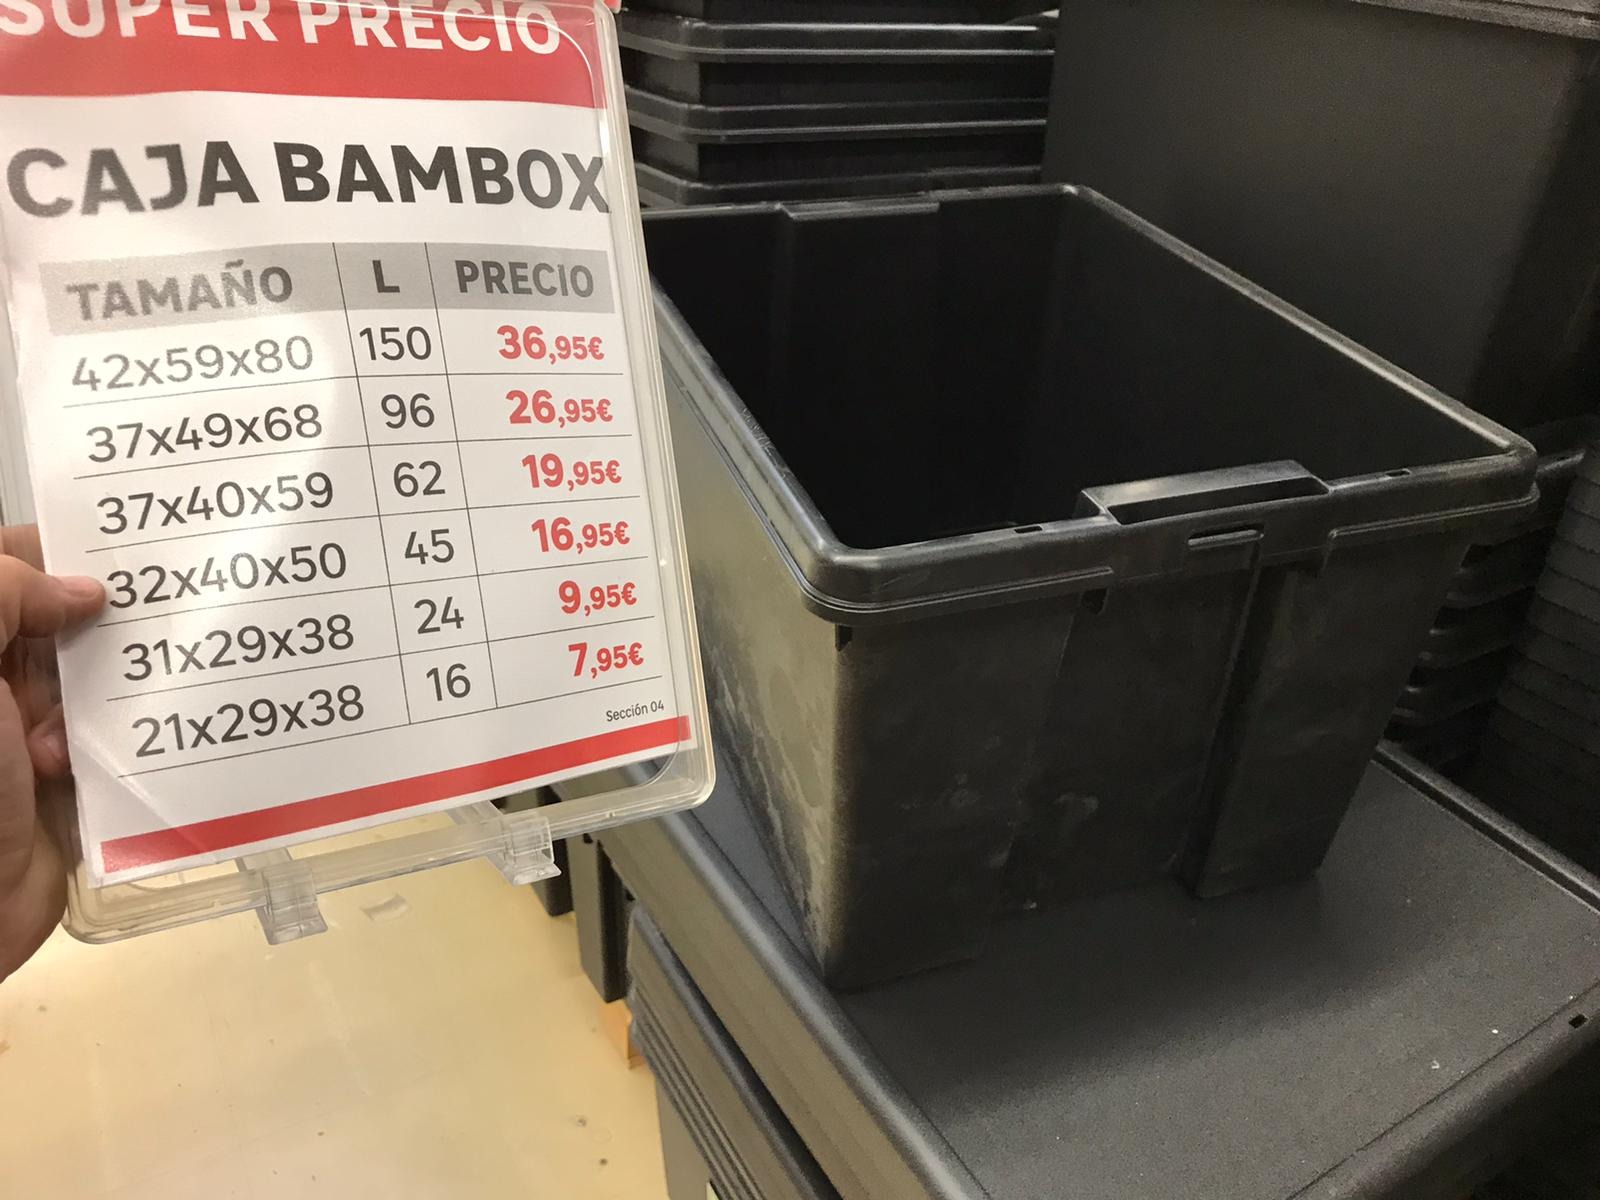 SUPER PRECIO
CAJA BAMBOX
TAMAÑO L PRECIO
42x59x80 150 36,95€
37x49x68 96 26,95€
37x40x59 62 19,95€
32x40x50 45 16,95€
31x29x38 24 9,95€
21x29x38 16 7,95€
Sección 04